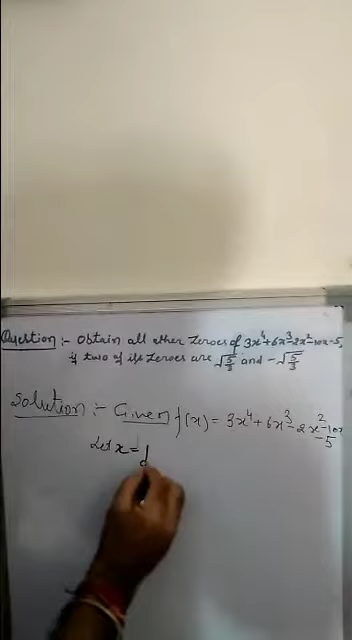 Question :- Obtain all other zeroes of 3x⁴+6x³-2x²-10x-5,
if two of its zeroes are √5/3 and -√5/3
Solution :- Given f(x) = 3x⁴+6x³-2x²-10x
-5
Let x =